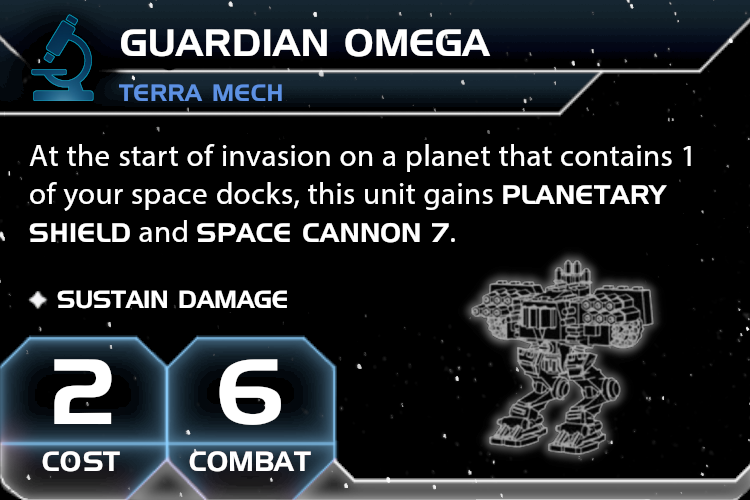 GUARDIAN OMEGA
TERRA MECH
At the start of invasion on a planet that contains 1
of your space docks, this unit gains PLANETARY
SHIELD and SPACE CANNON 7.
SUSTAIN DAMAGE
2
COST
6
COMBAT